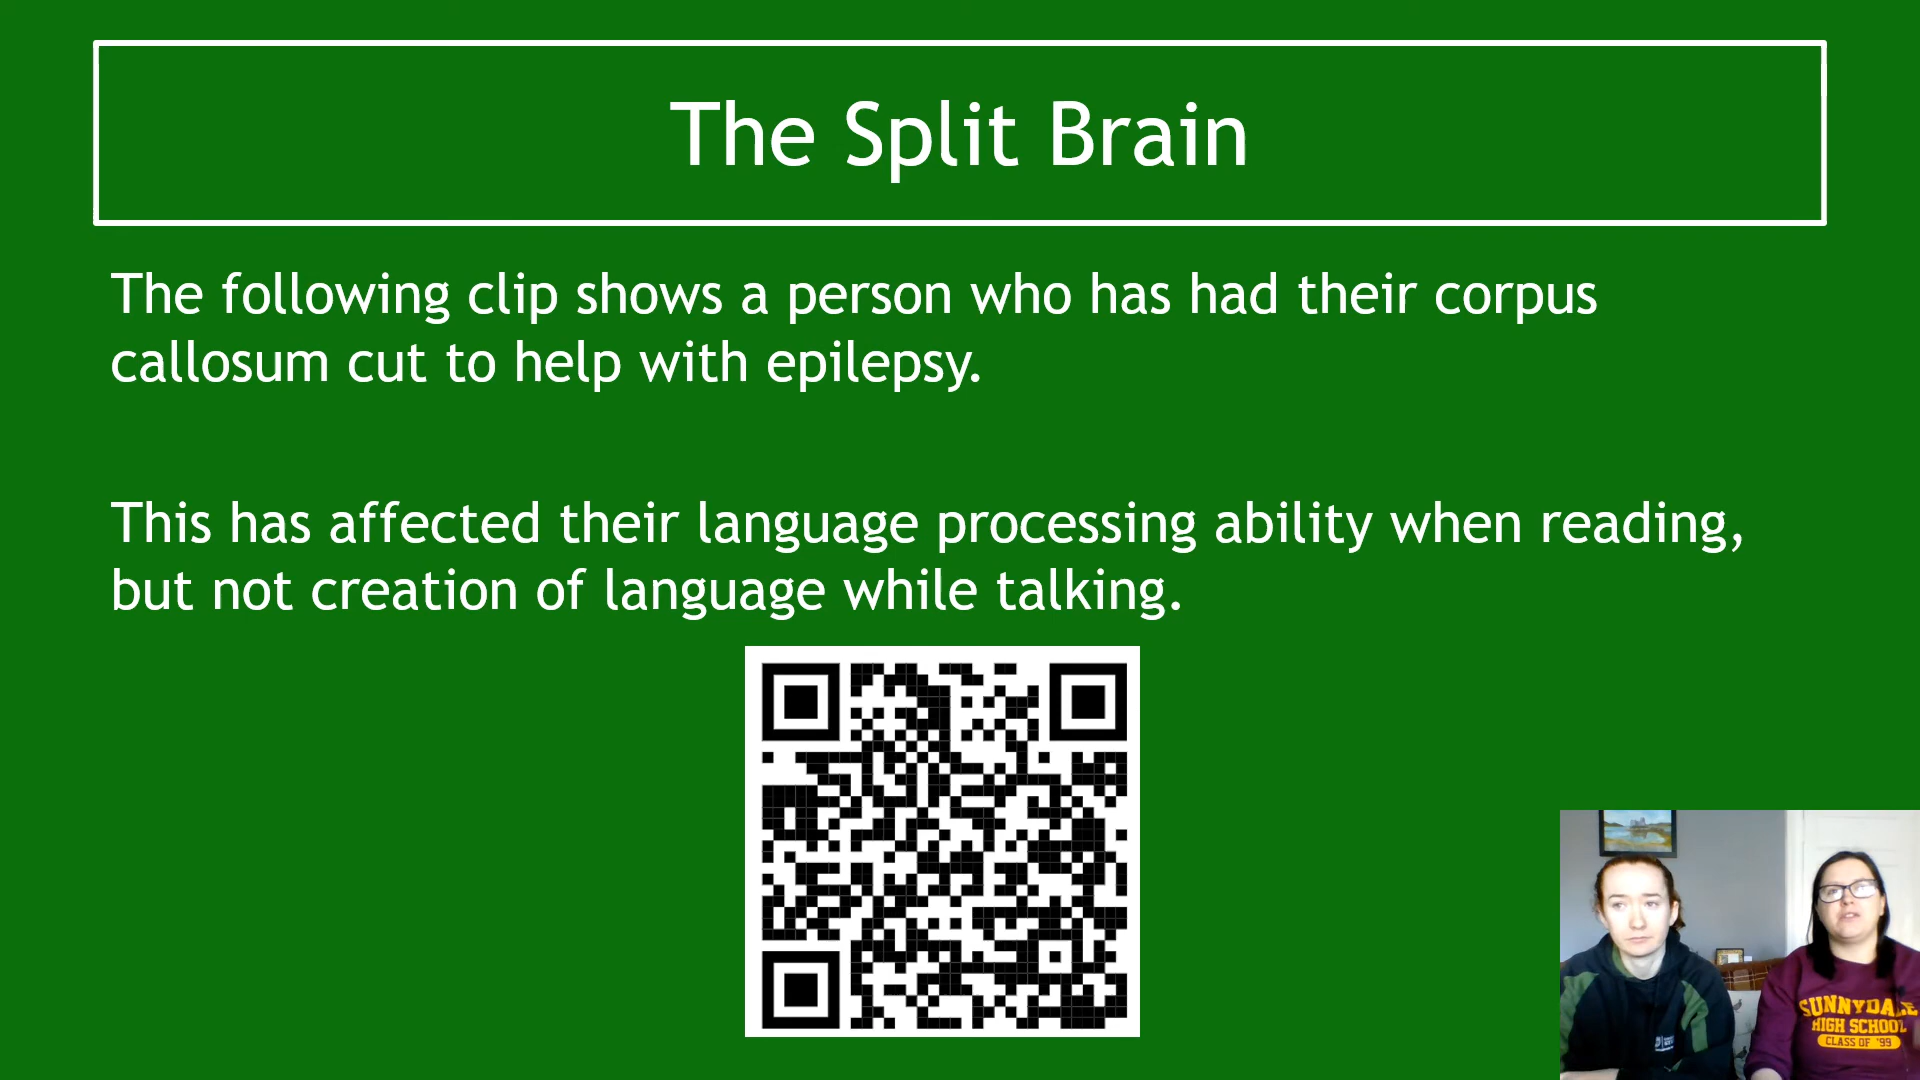 The Split Brain
The following clip shows a person who has had their corpus
callosum cut to help with epilepsy.
This has affected their language processing ability when reading,
but not creation of language while talking.
SUNNYDALE
HIGH SCHOOL
CLASS OF '99